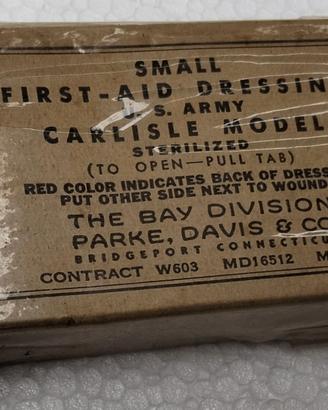 SMALL
FIRST-AID DRESSIN
U. S. ARMY
CARLISLE MODEL
STERILIZED
(TO OPEN—PULL TAB)
RED COLOR INDICATES BACK OF DRESS
PUT OTHER SIDE NEXT TO WOUN
THE BAY DIVISION
PARKE, DAVIS & CO
BRIDGEPORT CONNECTICU
CONTRACT W603 MD16512 M